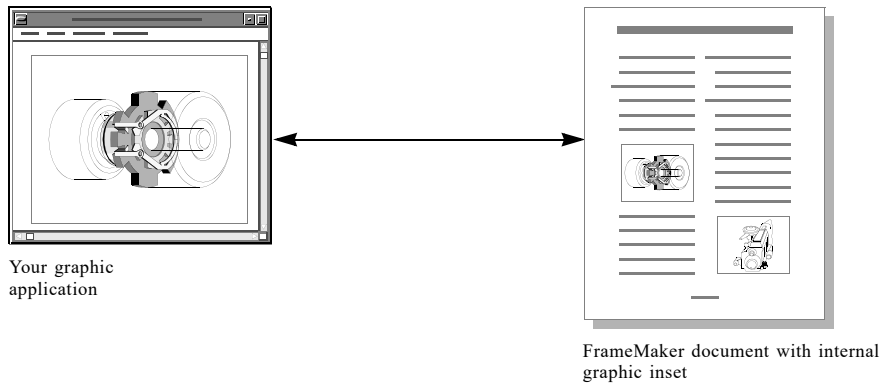 Your graphic
application
FrameMaker document with internal
graphic inset